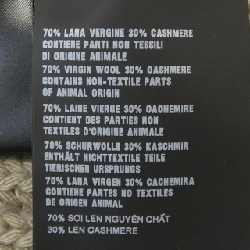 70% LANA VERGINE 30% CASHMERE
CONTIENE PARTI NON TESSILI
DI ORIGINE ANIMALE
70% VIRGIN WOOL 30% CASHMERE
CONTAINS NON-TEXTILE PARTS
OF ANIMAL ORIGIN
70% LAINE VIERGE 30% CACHEMIRE
CONTIENT DES PARTIES NON
TEXTILES D'ORIGINE ANIMALE
70% SCHURWOLLE 30% KASCHMIR
ENTHÄLT NICHTTEXTILE TEILE
TIERISCHEN URSPRUNGS
70% LANA VIRGEN 30% CACHEMIRA
CONTIENE PARTES NO TEXTILES
DE ORIGEN ANIMAL
70% SỢI LEN NGUYÊN CHẤT
30% LEN CASHMERE